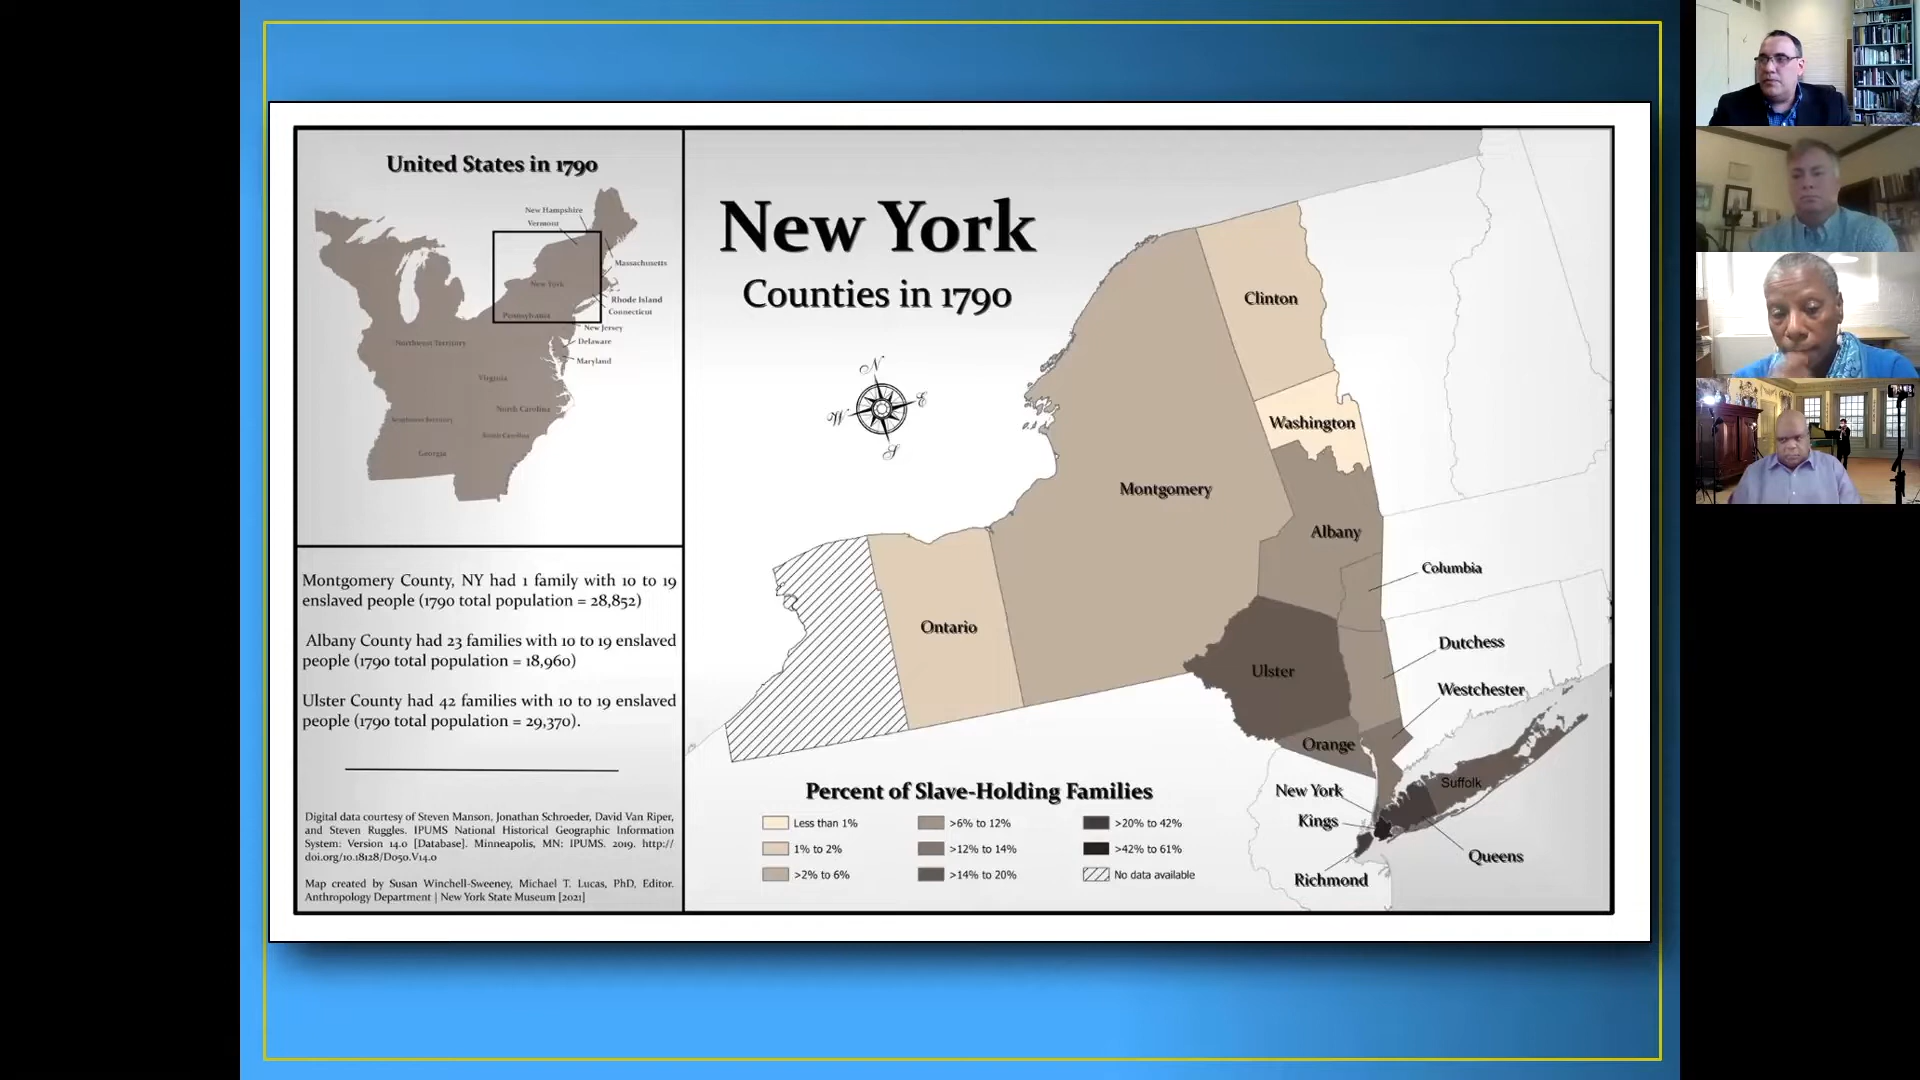 United States in 1790
New Hampshire
Vermont
Massachusetts
New York
Rhode Island
Connecticut
Pennsylvania
New Jersey
Delaware
Northwest Territory
Maryland
Virginia
North Carolina
Southwest Territory
South Carolina
Georgia
Montgomery County, NY had 1 family with 10 to 19
enslaved people (1790 total population = 28,852)
Albany County had 23 families with 10 to 19 enslaved
people (1790 total population = 18,960)
Ulster County had 42 families with 10 to 19 enslaved
people (1790 total population = 29,370).
Digital data courtesy of Steven Manson, Jonathan Schroeder, David Van Riper,
and Steven Ruggles. IPUMS National Historical Geographic Information
System: Version 14.0 [Database]. Minneapolis, MN: IPUMS. 2019. http://
doi.org/10.18128/D050.V14.0
Map created by Susan Winchell-Sweeney, Michael T. Lucas, PhD, Editor.
Anthropology Department | New York State Museum [2021]
New York
Counties in 1790
N
W
E
S
Clinton
Washington
Montgomery
Albany
Columbia
Ontario
Dutchess
Ulster
Westchester
Orange
Suffolk
New York
Kings
Queens
Richmond
Percent of Slave-Holding Families
Less than 1%
1% to 2%
>2% to 6%
>6% to 12%
>12% to 14%
>14% to 20%
>20% to 42%
>42% to 61%
No data available